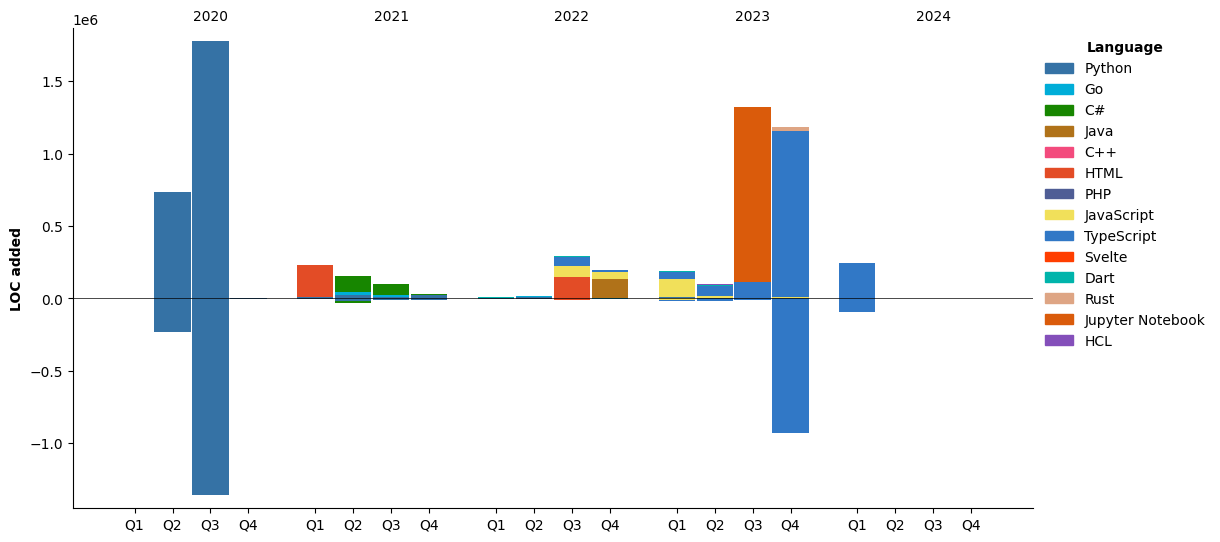 1e6
2020 2021 2022 2023 2024
LOC added
1.5
1.0
0.5
0.0
−0.5
−1.0
Q1 Q2 Q3 Q4 Q1 Q2 Q3 Q4 Q1 Q2 Q3 Q4 Q1 Q2 Q3 Q4 Q1 Q2 Q3 Q4
Language
Python
Go
C#
Java
C++
HTML
PHP
JavaScript
TypeScript
Svelte
Dart
Rust
Jupyter Notebook
HCL